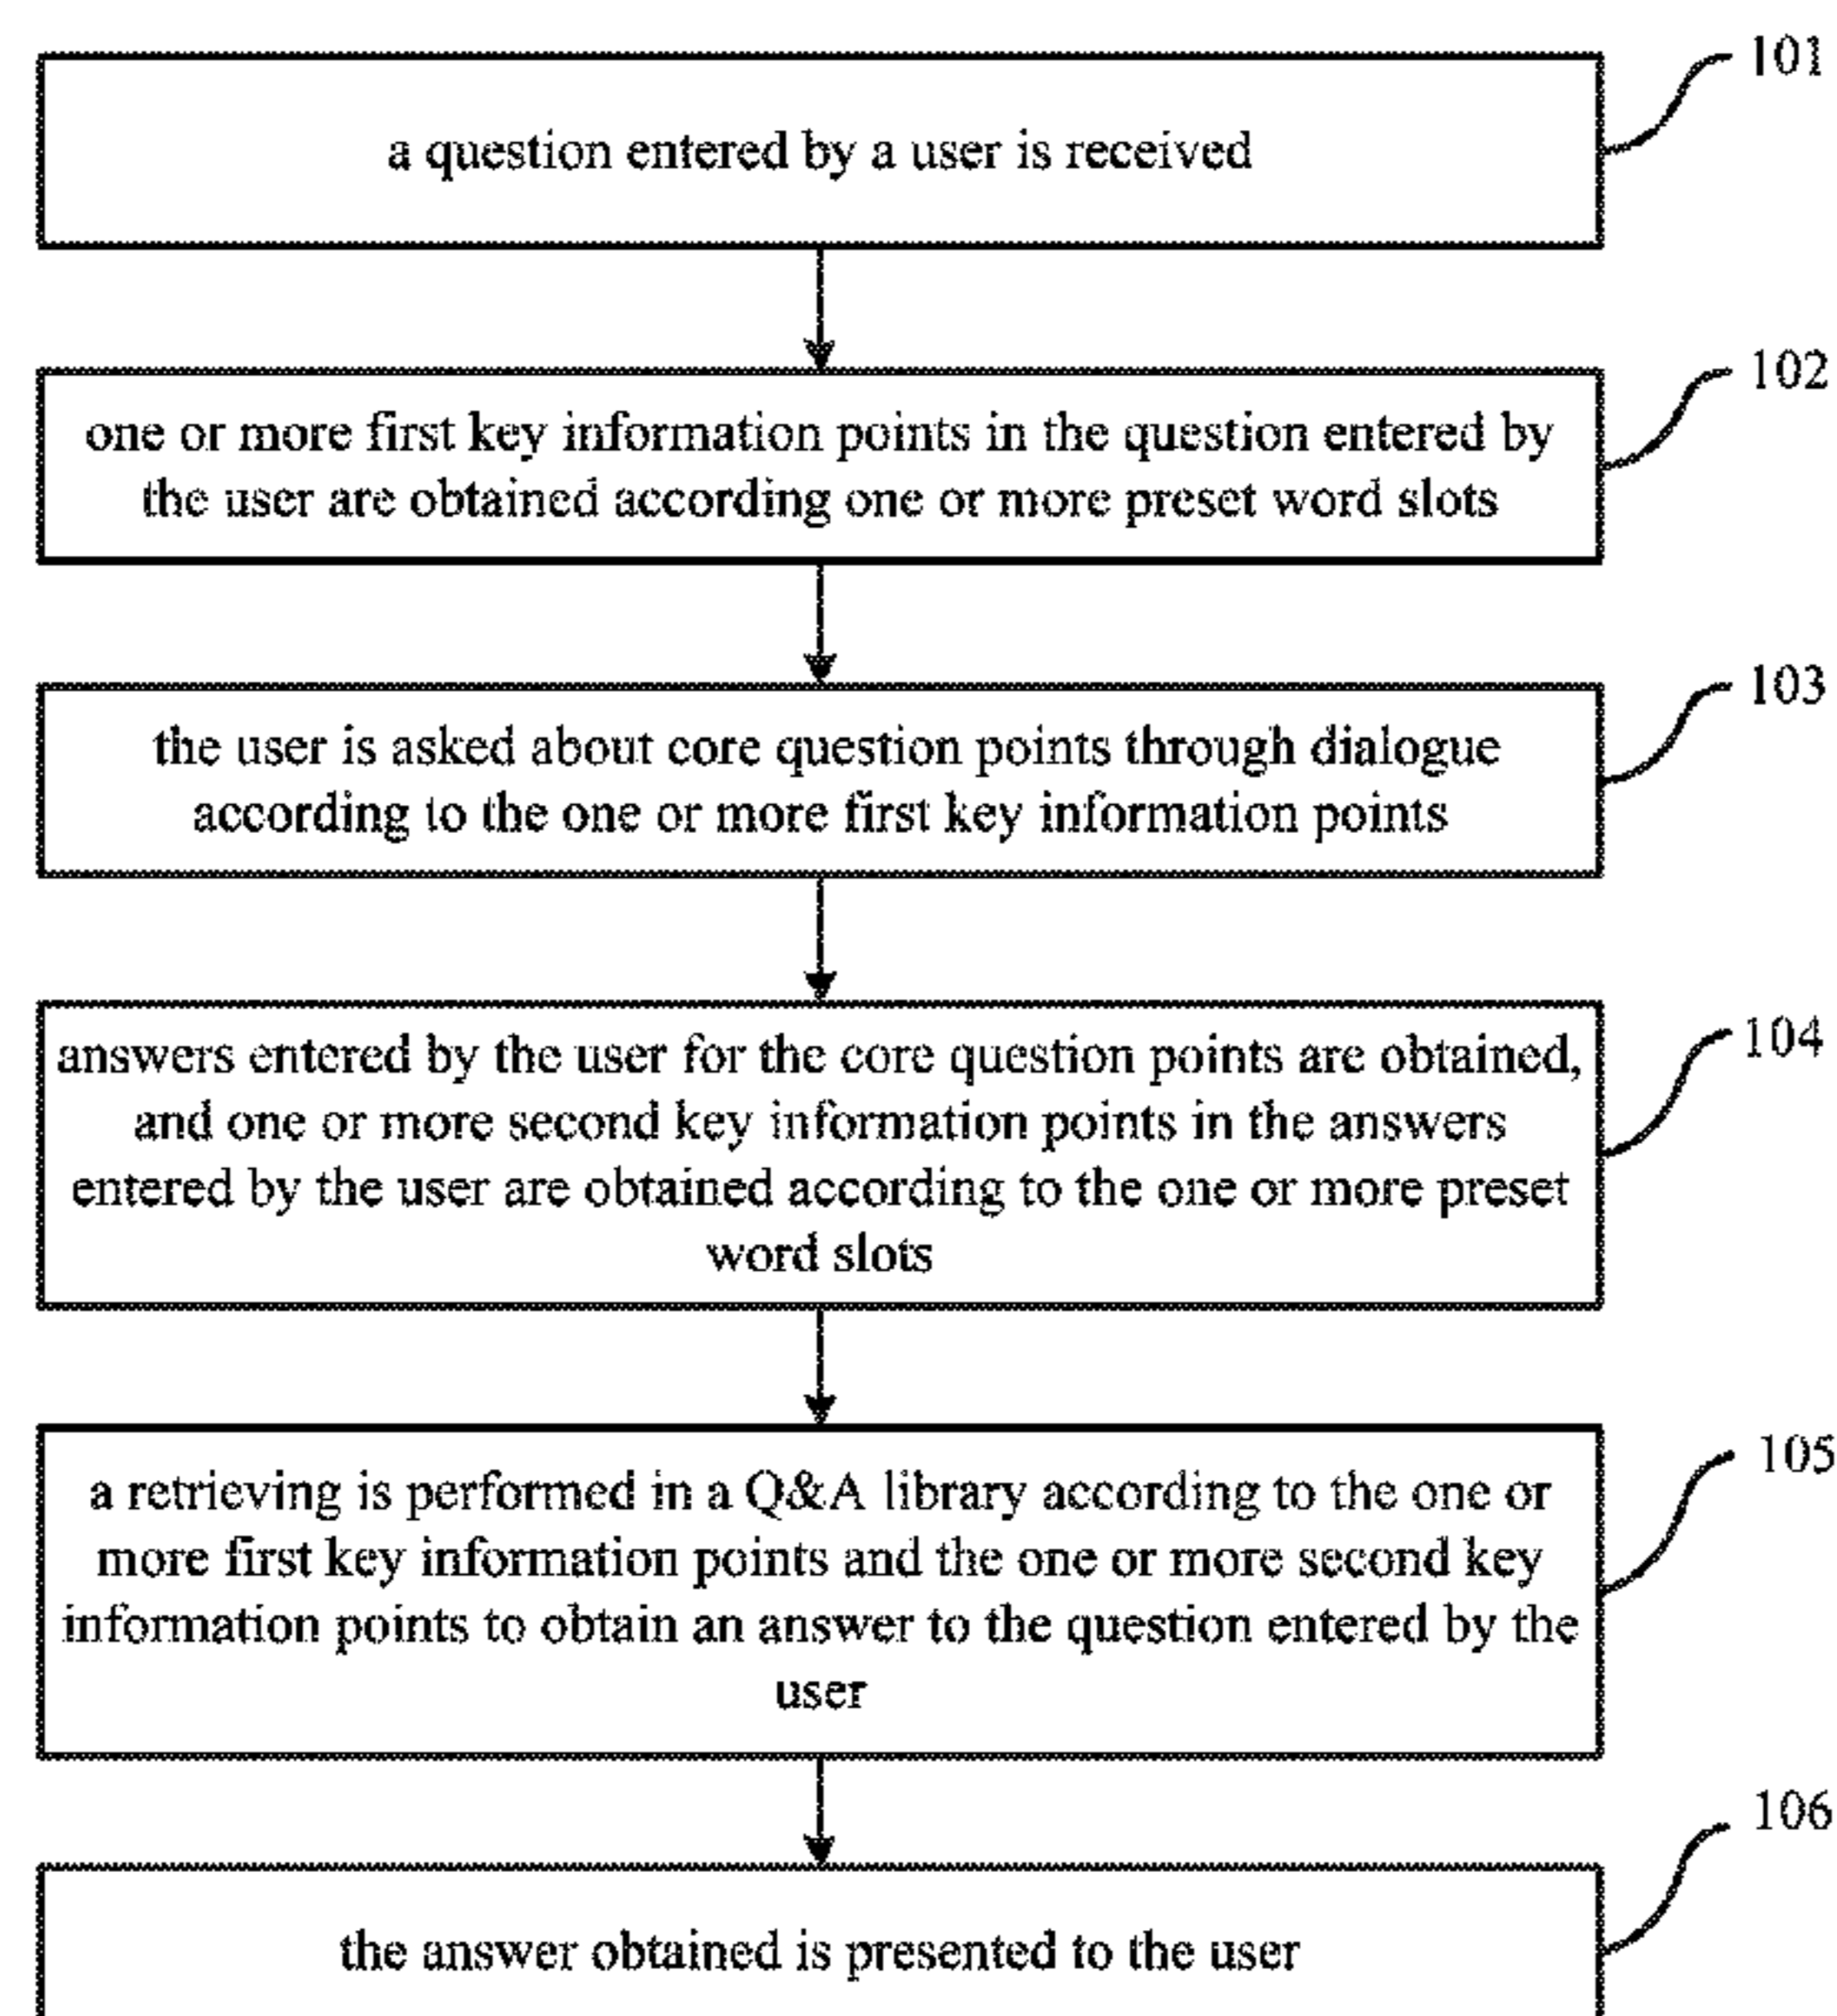 101
a question entered by a user is received
102
one or more first key information points in the question entered by
the user are obtained according one or more preset word slots
103
the user is asked about core question points through dialogue
according to the one or more first key information points
104
answers entered by the user for the core question points are obtained,
and one or more second key information points in the answers
entered by the user are obtained according to the one or more preset
word slots
105
a retrieving is performed in a Q&A library according to the one or
more first key information points and the one or more second key
information points to obtain an answer to the question entered by the
user
106
the answer obtained is presented to the user